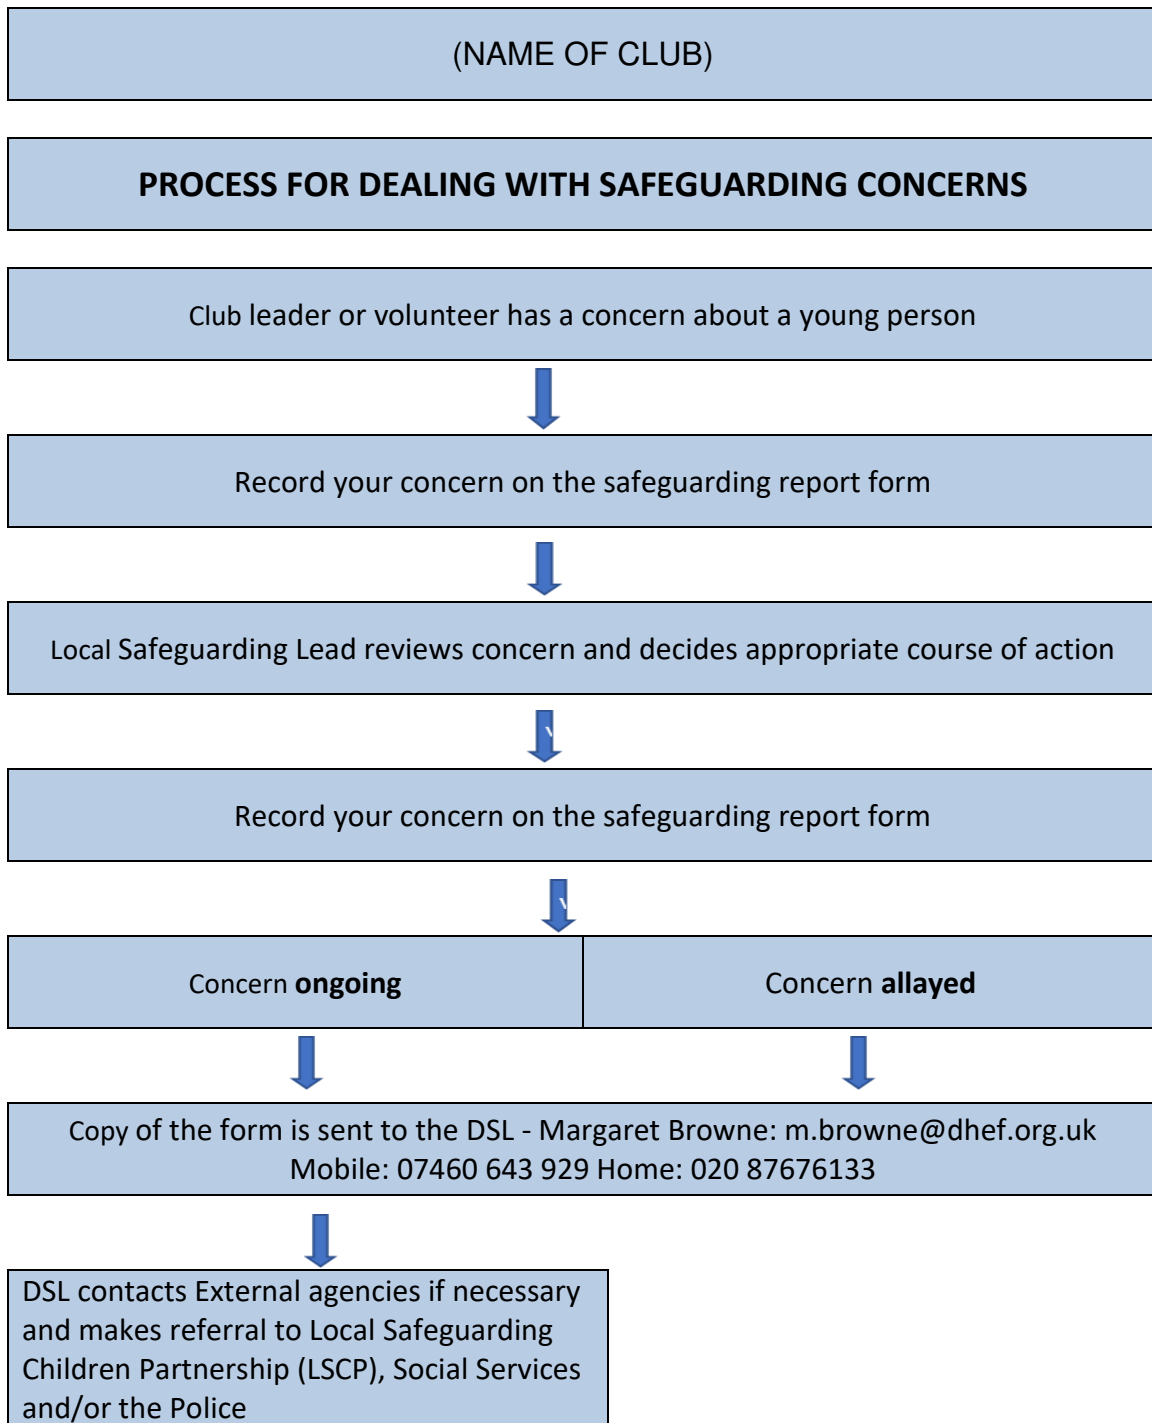 (NAME OF CLUB)
PROCESS FOR DEALING WITH SAFEGUARDING CONCERNS
Club leader or volunteer has a concern about a young person
Record your concern on the safeguarding report form
Local Safeguarding Lead reviews concern and decides appropriate course of action
Record your concern on the safeguarding report form
Concern ongoing
Concern allayed
Copy of the form is sent to the DSL - Margaret Browne: m.browne@dhef.org.uk
Mobile: 07460 643 929 Home: 020 87676133
DSL contacts External agencies if necessary
and makes referral to Local Safeguarding
Children Partnership (LSCP), Social Services
and/or the Police